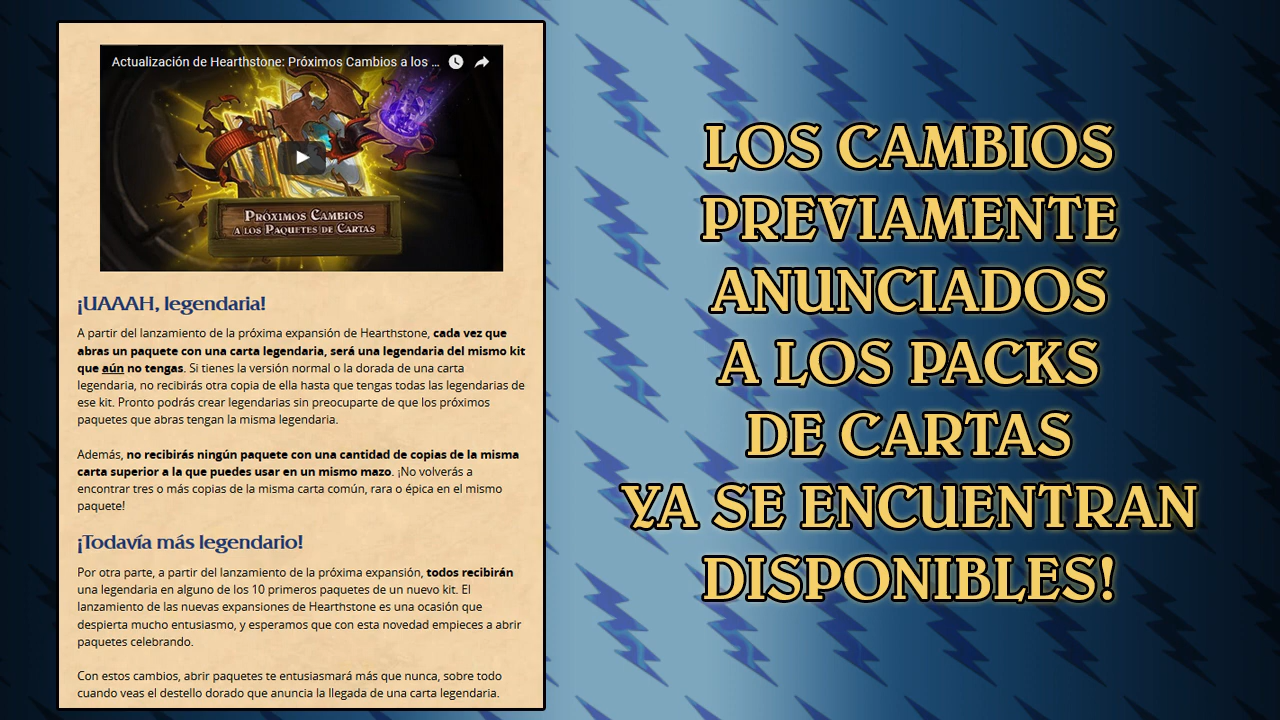 Actualización de Hearthstone: Próximos Cambios a los ...
PRÓXIMOS CAMBIOS
A LOS PAQUETES DE CARTAS
¡UAAAH, legendaria!
A partir del lanzamiento de la próxima expansión de Hearthstone, cada vez que
abras un paquete con una carta legendaria, será una legendaria del mismo kit
que aún no tengas. Si tienes la versión normal o la dorada de una carta
legendaria, no recibirás otra copia de ella hasta que tengas todas las legendarias de
ese kit. Pronto podrás crear legendarias sin preocuparte de que los próximos
paquetes que abras tengan la misma legendaria.
Además, no recibirás ningún paquete con una cantidad de copias de la misma
carta superior a la que puedes usar en un mismo mazo. ¡No volverás a
encontrar tres o más copias de la misma carta común, rara o épica en el mismo
paquete!
¡Todavía más legendario!
Por otra parte, a partir del lanzamiento de la próxima expansión, todos recibirán
una legendaria en alguno de los 10 primeros paquetes de un nuevo kit. El
lanzamiento de las nuevas expansiones de Hearthstone es una ocasión que
despierta mucho entusiasmo, y esperamos que con esta novedad empieces a abrir
paquetes celebrando.
Con estos cambios, abrir paquetes te entusiasmará más que nunca, sobre todo
cuando veas el destello dorado que anuncia la llegada de una carta legendaria.
LOS CAMBIOS
PREVIAMENTE
ANUNCIADOS
A LOS PACKS
DE CARTAS
YA SE ENCUENTRAN
DISPONIBLES!